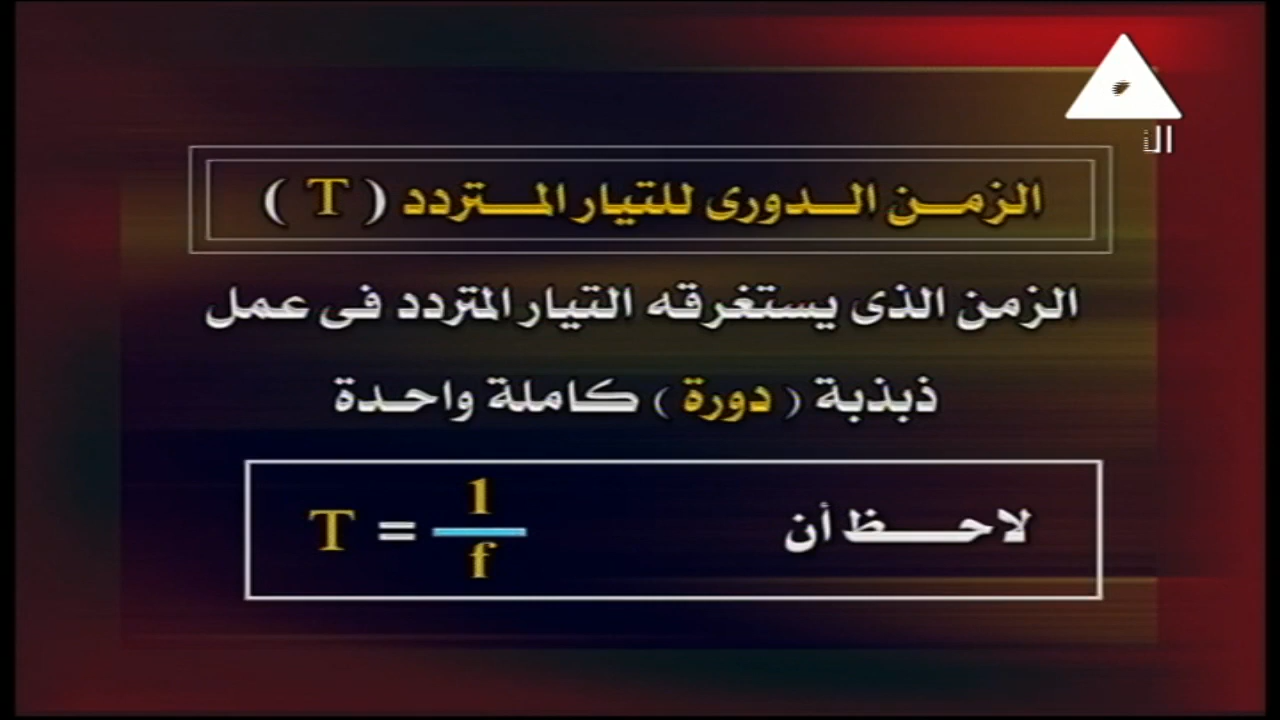 الزمن الدورى للتيار المتردد ( T )
الزمن الذى يستغرقه التيار المتردد فى عمل
ذبذبة ( دورة ) كاملة واحدة
لاحظ أن T = 1/f